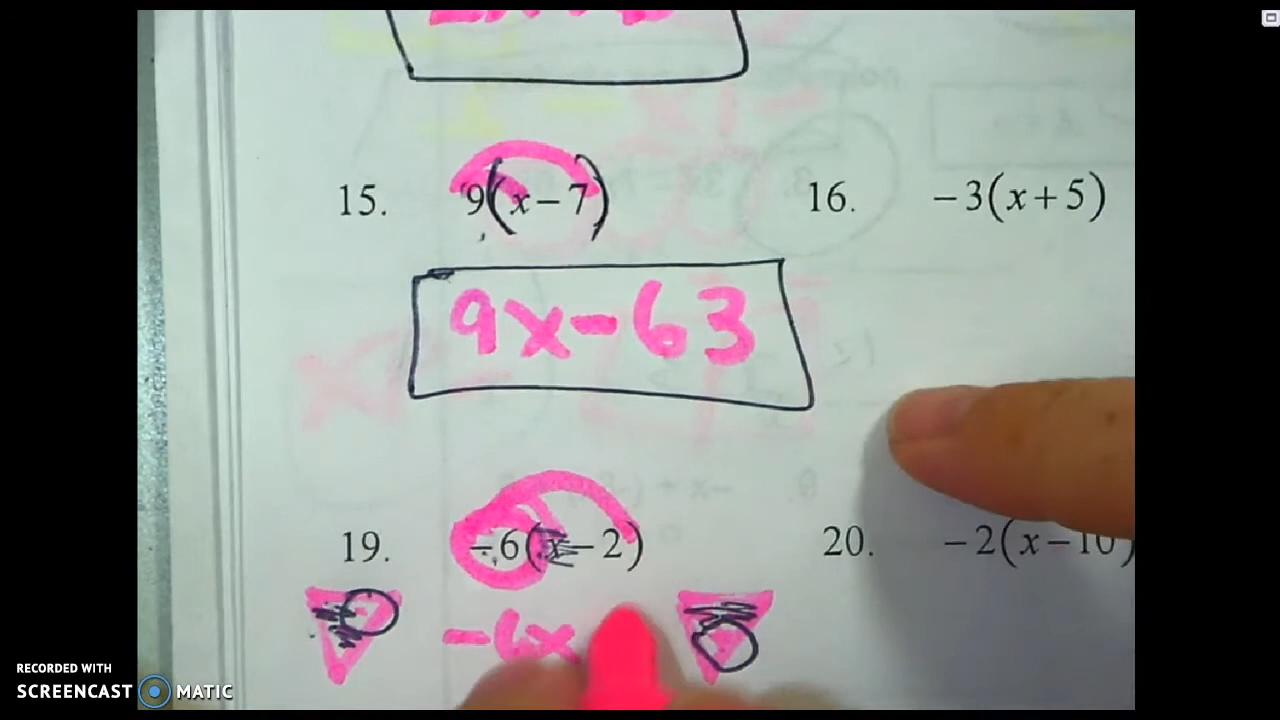 15. 9(x − 7) 16. −3(x + 5)
9x − 63
19. −6(x − 2) 20. −2(x − 10)
−6x
RECORDED WITH
SCREENCAST MATIC